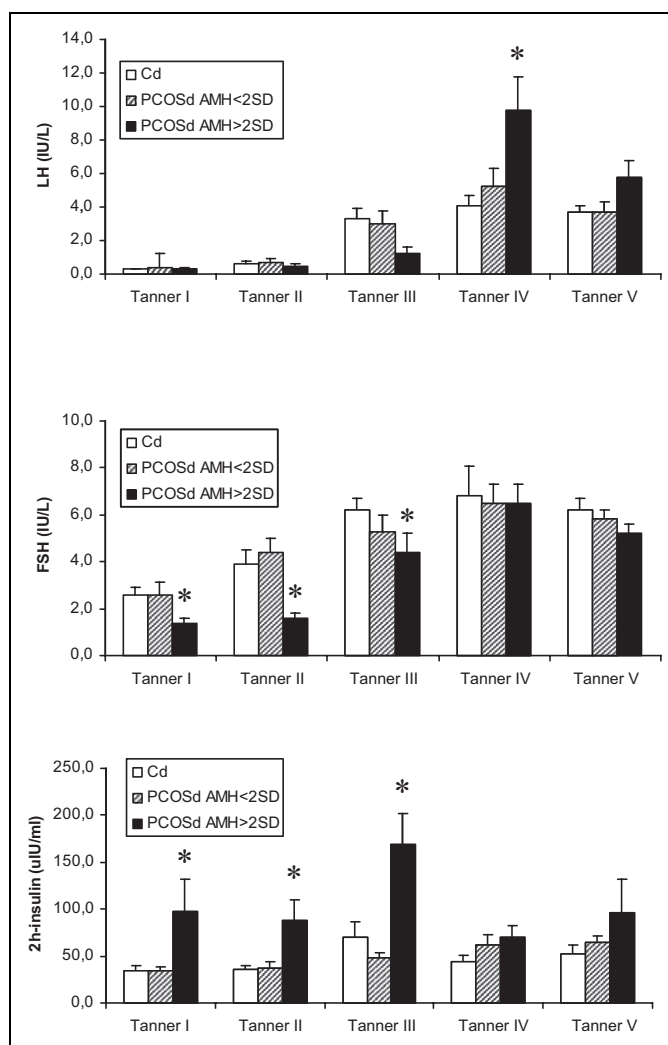 14,0
12,0
10,0
8,0
6,0
4,0
2,0
0,0
LH (IU/L)
Cd
PCOSd AMH<2SD
PCOSd AMH>2SD
*
Tanner I Tanner II Tanner III Tanner IV Tanner V
10,0
8,0
6,0
4,0
2,0
0,0
FSH (IU/L)
Cd
PCOSd AMH<2SD
PCOSd AMH>2SD
* * *
Tanner I Tanner II Tanner III Tanner IV Tanner V
250,0
200,0
150,0
100,0
50,0
0,0
2h-insulin (uIU/ml)
Cd
PCOSd AMH<2SD
PCOSd AMH>2SD
* * *
Tanner I Tanner II Tanner III Tanner IV Tanner V